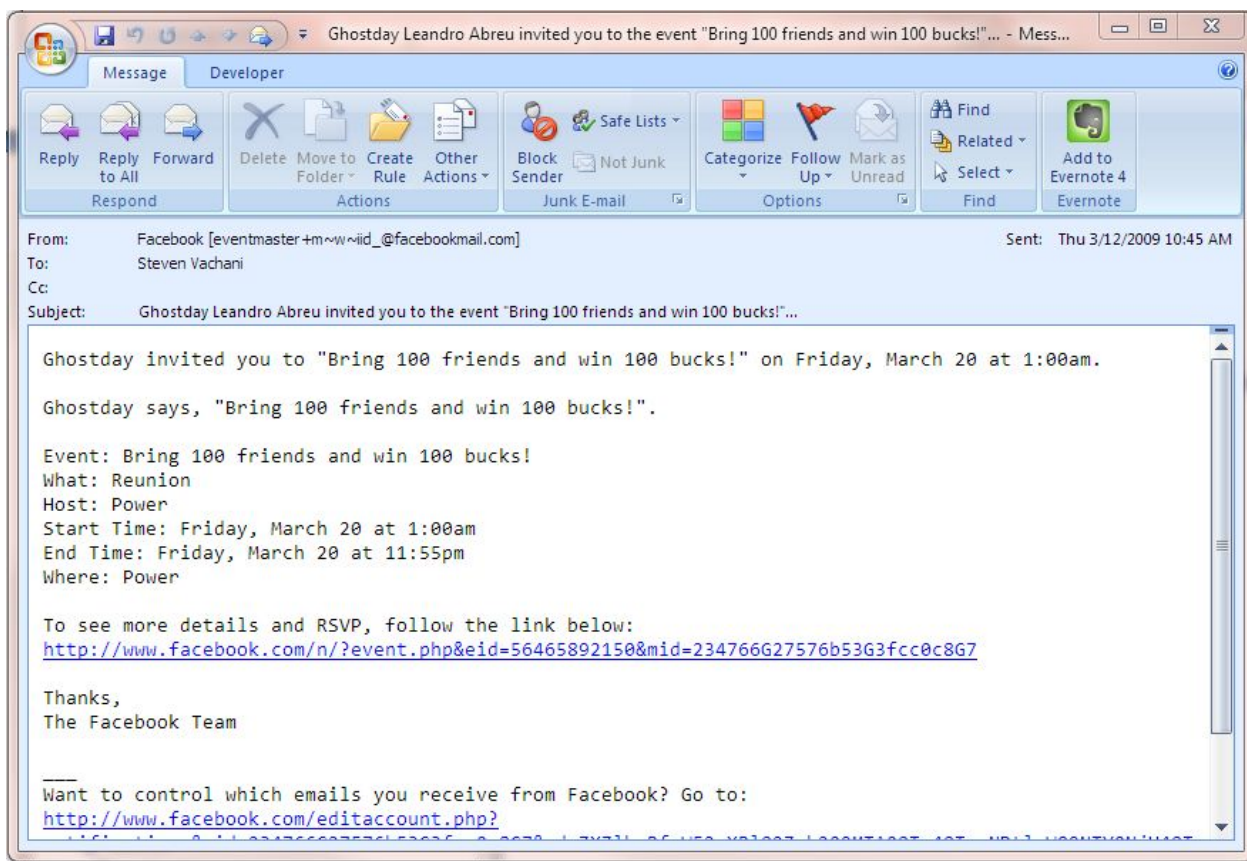 Ghostday Leandro Abreu invited you to the event "Bring 100 friends and win 100 bucks!"... - Mess...
Message Developer
Reply Reply to All Forward Delete Move to Folder Create Rule Other Actions Block Sender Safe Lists Not Junk Categorize Follow Up Mark as Unread Find Related Select Add to Evernote 4
Respond Actions Junk E-mail Options Find Evernote
From: Facebook [eventmaster+m~w~iid_@facebookmail.com] Sent: Thu 3/12/2009 10:45 AM
To: Steven Vachani
Cc:
Subject: Ghostday Leandro Abreu invited you to the event "Bring 100 friends and win 100 bucks!"...
Ghostday invited you to "Bring 100 friends and win 100 bucks!" on Friday, March 20 at 1:00am.
Ghostday says, "Bring 100 friends and win 100 bucks!".
Event: Bring 100 friends and win 100 bucks!
What: Reunion
Host: Power
Start Time: Friday, March 20 at 1:00am
End Time: Friday, March 20 at 11:55pm
Where: Power
To see more details and RSVP, follow the link below:
http://www.facebook.com/n/?event.php&eid=56465892150&mid=234766G27576b53G3fcc0c8G7
Thanks,
The Facebook Team
___
Want to control which emails you receive from Facebook? Go to:
http://www.facebook.com/editaccount.php?